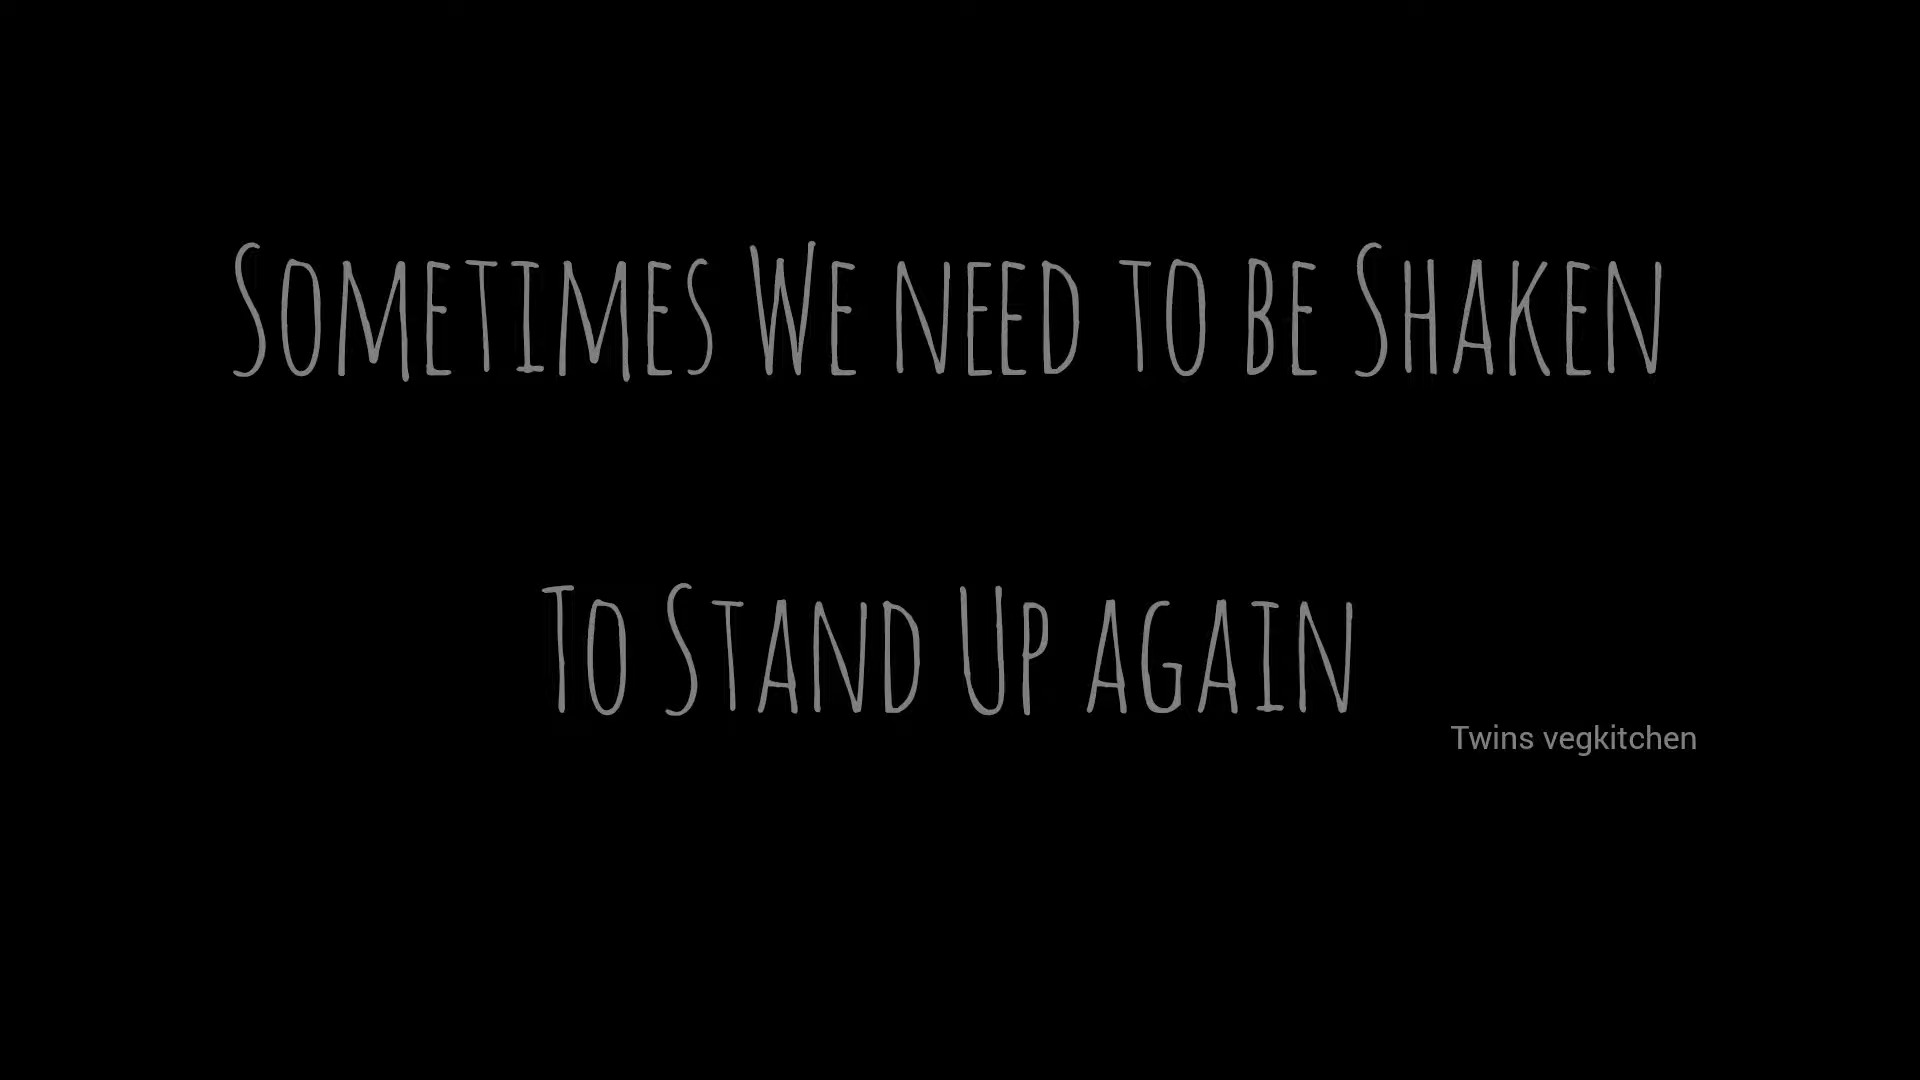 Sometimes We need to be Shaken
To Stand Up again
Twins vegkitchen